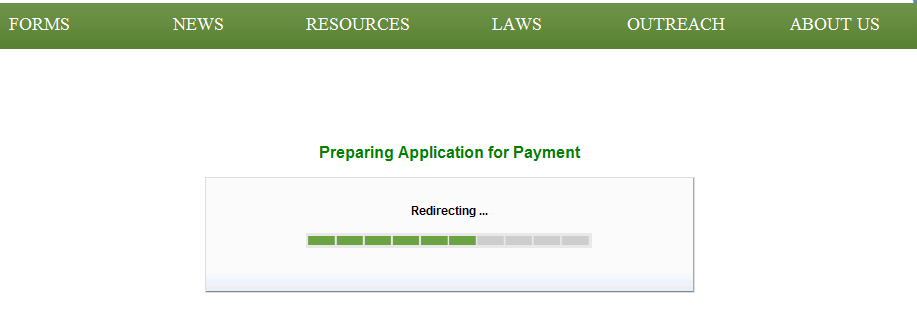 FORMS NEWS RESOURCES LAWS OUTREACH ABOUT US
Preparing Application for Payment
Redirecting ...